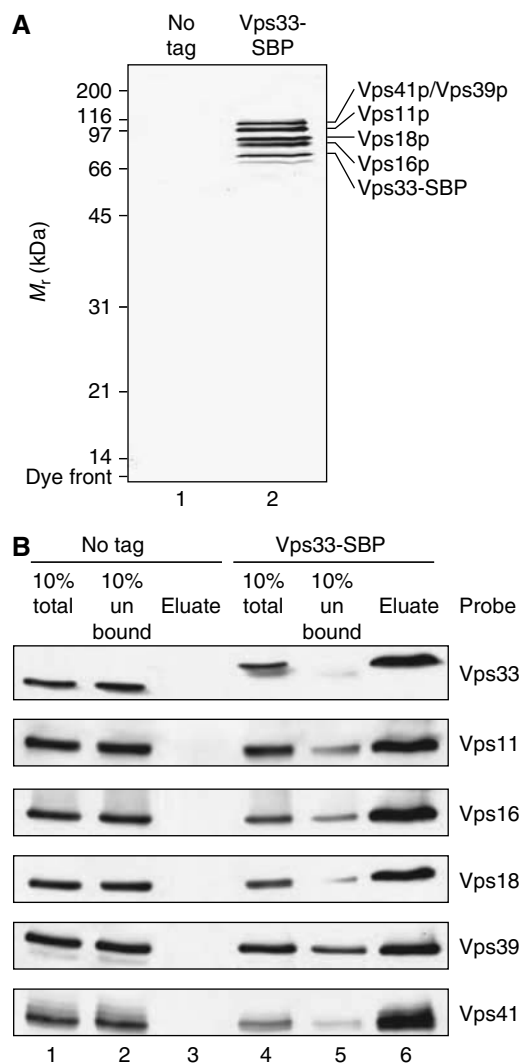 A
No tag
Vps33-SBP
200
116
97
66
45
31
21
14
Dye front
Mr (kDa)
Vps41p/Vps39p
Vps11p
Vps18p
Vps16p
Vps33-SBP
1 2
B
No tag Vps33-SBP
10% total
10% un bound
Eluate
10% total
10% un bound
Eluate
Probe
Vps33
Vps11
Vps16
Vps18
Vps39
Vps41
1 2 3 4 5 6